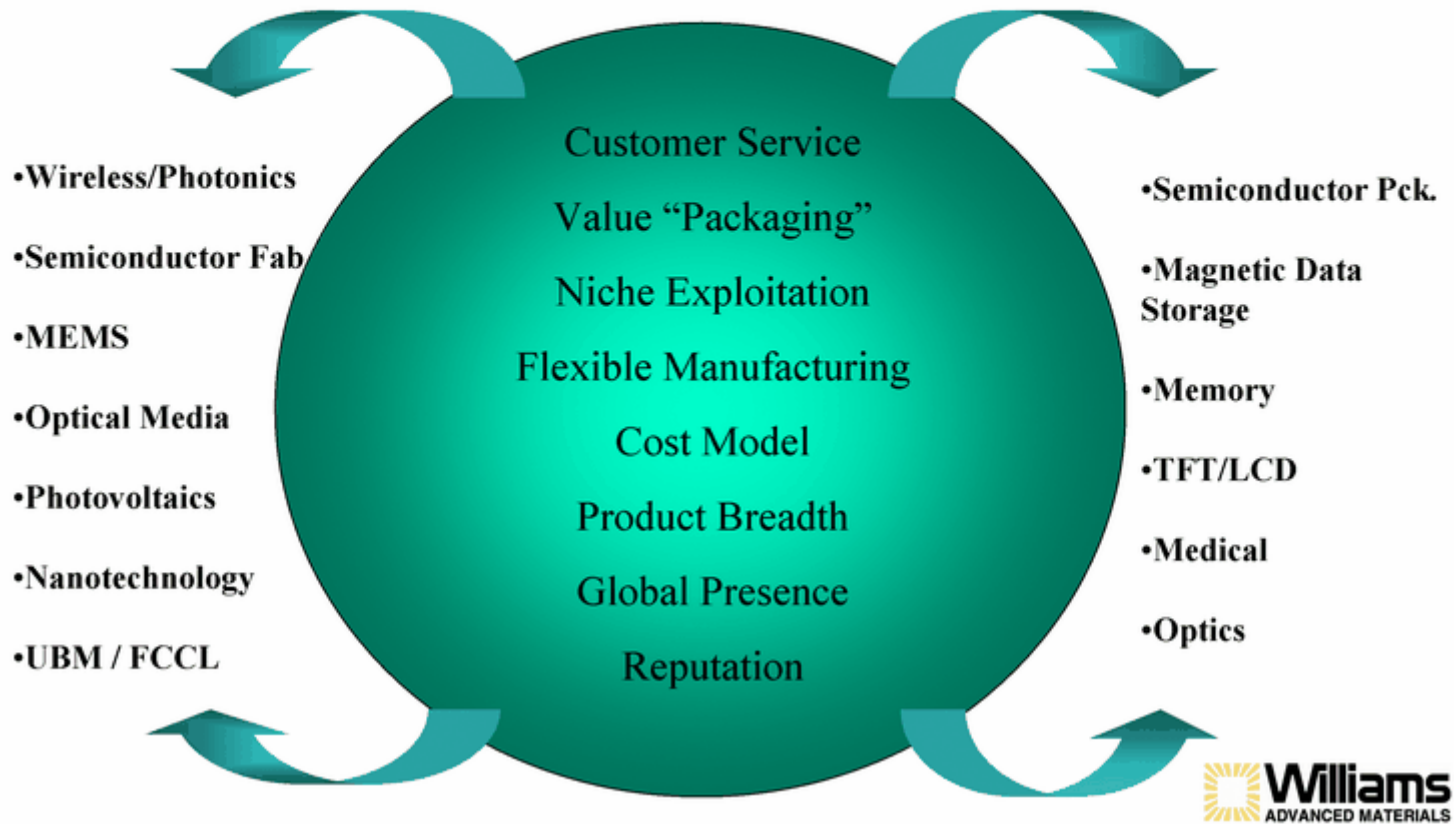 •Wireless/Photonics
•Semiconductor Fab
•MEMS
•Optical Media
•Photovoltaics
•Nanotechnology
•UBM / FCCL
Customer Service
Value “Packaging”
Niche Exploitation
Flexible Manufacturing
Cost Model
Product Breadth
Global Presence
Reputation
•Semiconductor Pck.
•Magnetic Data
Storage
•Memory
•TFT/LCD
•Medical
•Optics
Williams
ADVANCED MATERIALS